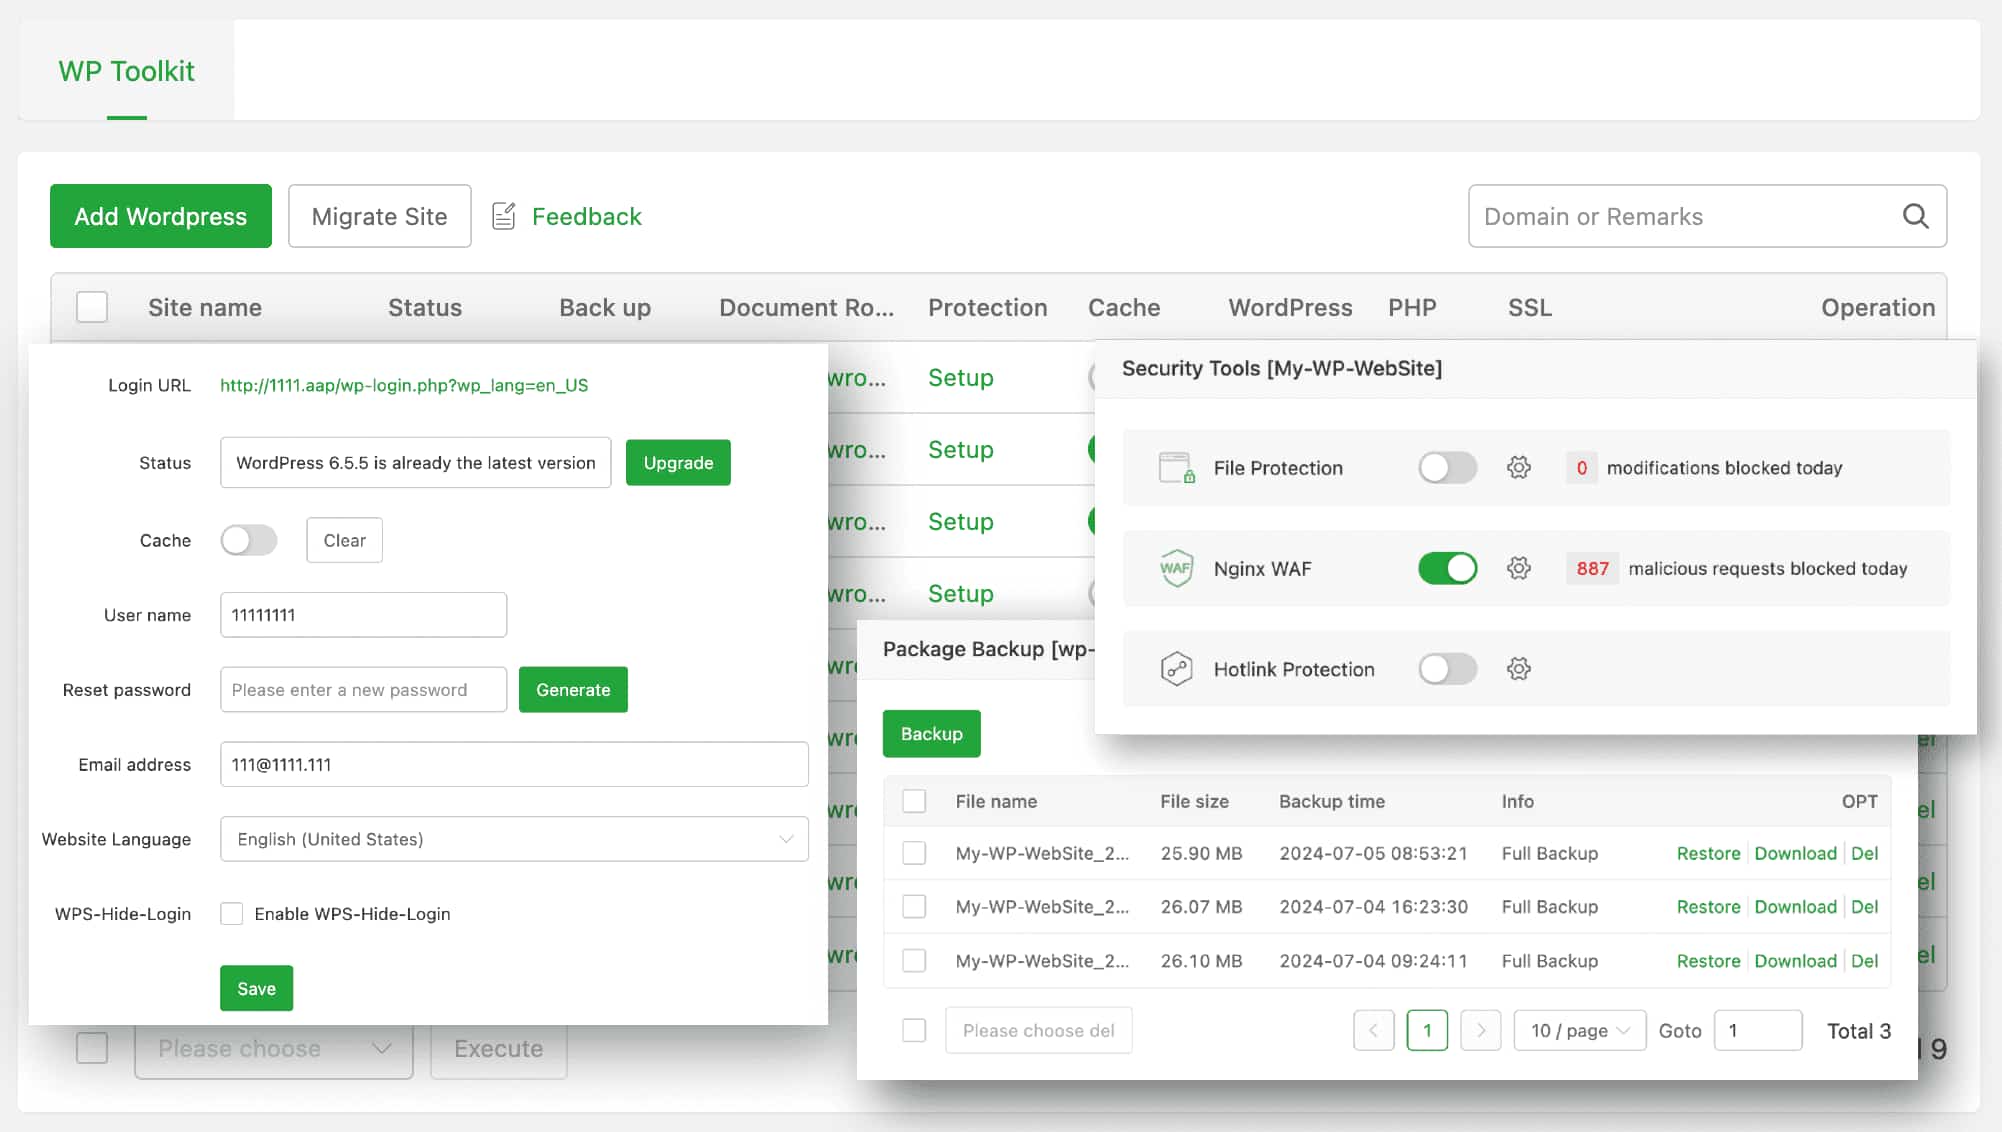 WP Toolkit
Add Wordpress Migrate Site Feedback Domain or Remarks
Site name Status Back up Document Ro... Protection Cache WordPress PHP SSL Operation
Login URL http://1111.aap/wp-login.php?wp_lang=en_US
Status WordPress 6.5.5 is already the latest version Upgrade
Cache Clear
User name 11111111
Reset password Please enter a new password Generate
Email address 111@1111.111
Website Language English (United States)
WPS-Hide-Login Enable WPS-Hide-Login
Save
Please choose Execute
wro... Setup
wro... Setup
wro... Setup
wro... Setup
Security Tools [My-WP-WebSite]
File Protection 0 modifications blocked today
WAF Nginx WAF 887 malicious requests blocked today
Hotlink Protection
Package Backup [wp-
Backup
File name File size Backup time Info OPT
My-WP-WebSite_2... 25.90 MB 2024-07-05 08:53:21 Full Backup Restore Download Del
My-WP-WebSite_2... 26.07 MB 2024-07-04 16:23:30 Full Backup Restore Download Del
My-WP-WebSite_2... 26.10 MB 2024-07-04 09:24:11 Full Backup Restore Download Del
Please choose del < 1 > 10 / page Goto 1 Total 3
9